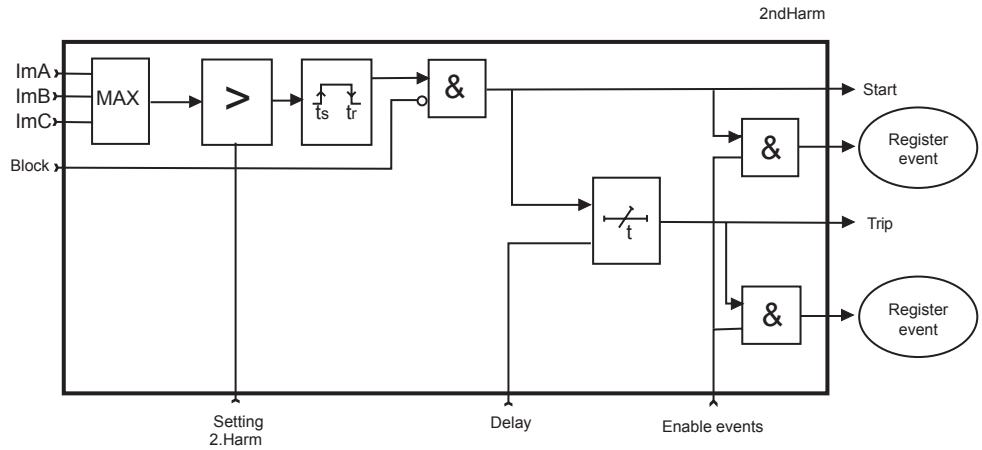 2ndHarm
ImA
ImB
ImC
MAX
>
ts tr
&
Block
Start
&
Register
event
t
Trip
&
Register
event
Setting
2.Harm
Delay
Enable events